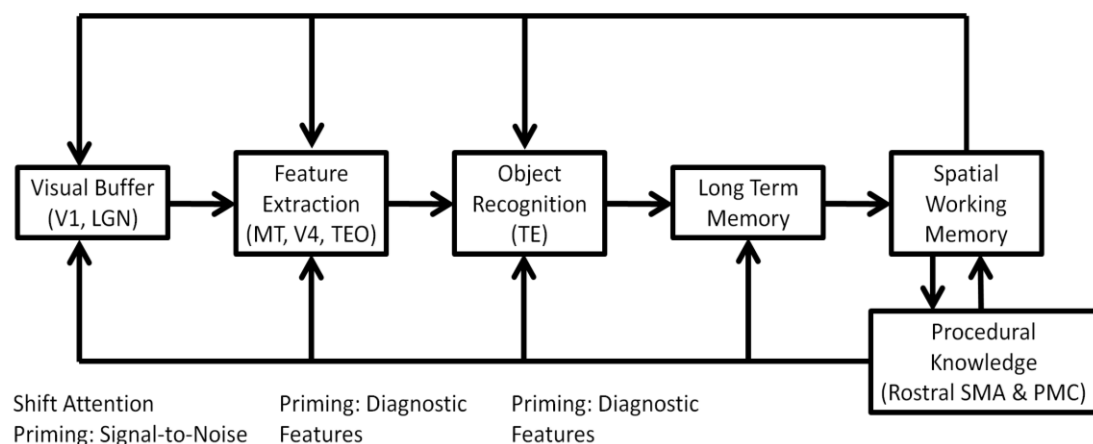 Visual Buffer
(V1, LGN)
Feature
Extraction
(MT, V4, TEO)
Object
Recognition
(TE)
Long Term
Memory
Spatial
Working
Memory
Procedural
Knowledge
(Rostral SMA & PMC)
Shift Attention
Priming: Signal-to-Noise
Priming: Diagnostic
Features
Priming: Diagnostic
Features